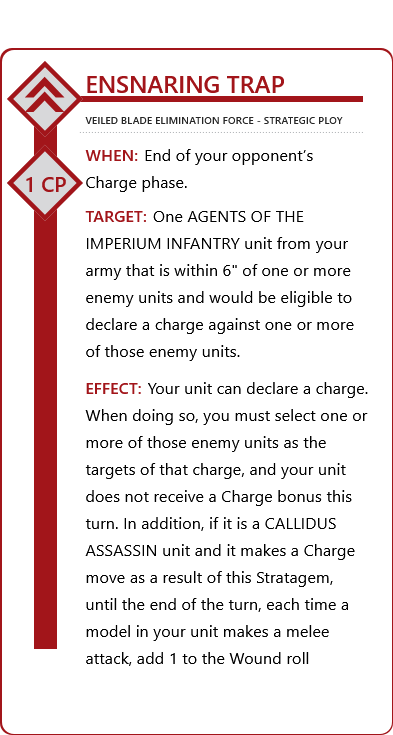 ENSNARING TRAP
VEILED BLADE ELIMINATION FORCE - STRATEGIC PLOY
1 CP
WHEN: End of your opponent's
Charge phase.
TARGET: One AGENTS OF THE
IMPERIUM INFANTRY unit from your
army that is within 6" of one or more
enemy units and would be eligible to
declare a charge against one or more
of those enemy units.
EFFECT: Your unit can declare a charge.
When doing so, you must select one or
more of those enemy units as the
targets of that charge, and your unit
does not receive a Charge bonus this
turn. In addition, if it is a CALLIDUS
ASSASSIN unit and it makes a Charge
move as a result of this Stratagem,
until the end of the turn, each time a
model in your unit makes a melee
attack, add 1 to the Wound roll